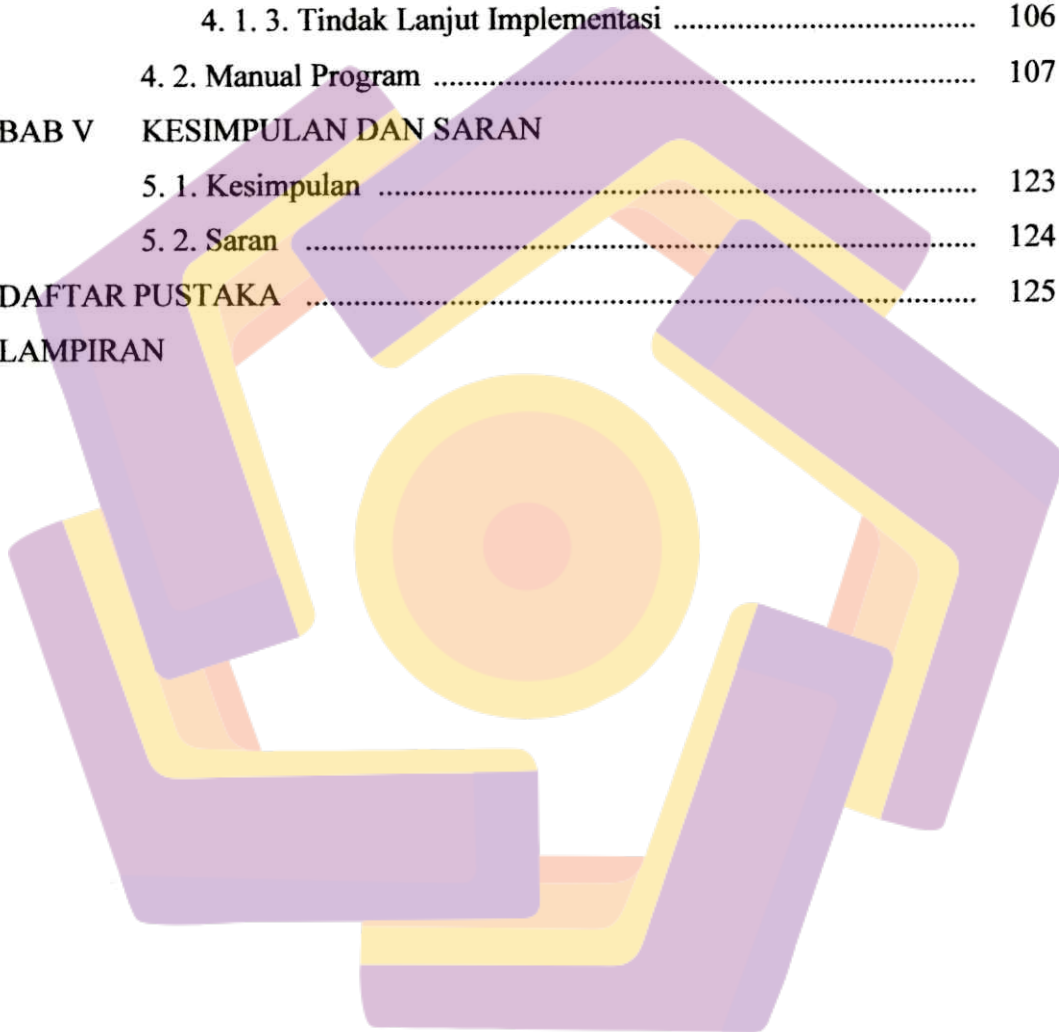 4. 1. 3. Tindak Lanjut Implementasi ................................................ 106
4. 2. Manual Program ........................................................................ 107
BAB V KESIMPULAN DAN SARAN
5. 1. Kesimpulan ............................................................................... 123
5. 2. Saran ........................................................................................ 124
DAFTAR PUSTAKA ........................................................................... 125
LAMPIRAN